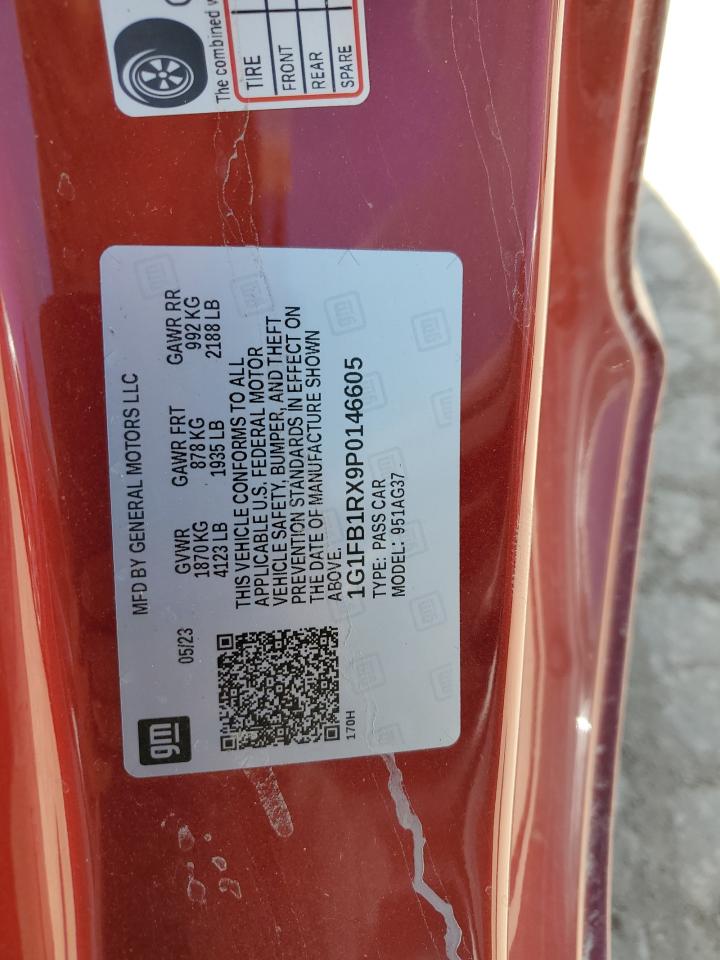 The combined
TIRE
FRONT
REAR
SPARE
MFD BY GENERAL MOTORS LLC
gm
05/23
GVWR GAWR FRT GAWR RR
1870 KG 878 KG 992 KG
4123 LB 1935 LB 2188 LB
THIS VEHICLE CONFORMS TO ALL
APPLICABLE U.S. FEDERAL MOTOR
VEHICLE SAFETY, BUMPER, AND THEFT
PREVENTION STANDARDS IN EFFECT ON
THE DATE OF MANUFACTURE SHOWN
ABOVE.
1G1FB1RX9P0146605
170H
TYPE: PASS CAR
MODEL: 951AG37